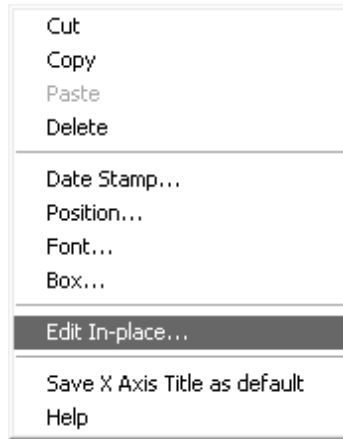 Cut
Copy
Paste
Delete
Date Stamp...
Position...
Font...
Box...
Edit In-place...
Save X Axis Title as default
Help